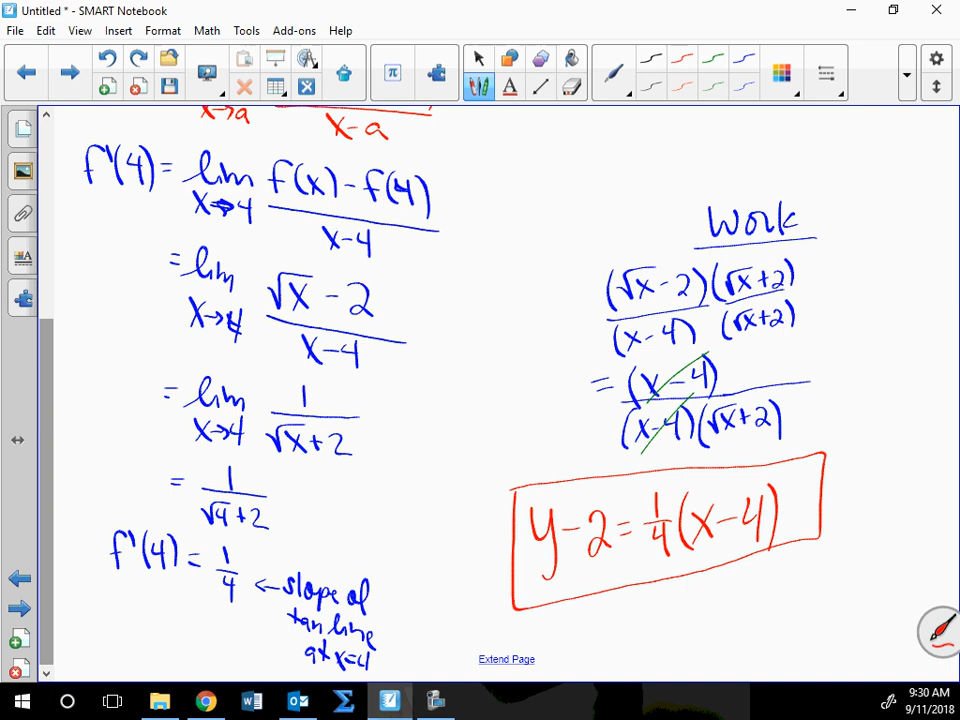 Untitled * - SMART Notebook
File Edit View Insert Format Math Tools Add-ons Help
x→a x-a
f'(4) = lim x→4 f(x) - f(4) / x-4
= lim x→4 √x - 2 / x-4
= lim x→4 1 / √x+2
= 1 / √4+2
f'(4) = 1/4 ← slope of
tan line
at x=4
Work
(√x - 2)(√x+2) / (x-4)(√x+2)
= (x-4) / (x-4)(√x+2)
y-2 = 1/4 (x-4)
Extend Page
9:30 AM
9/11/2018